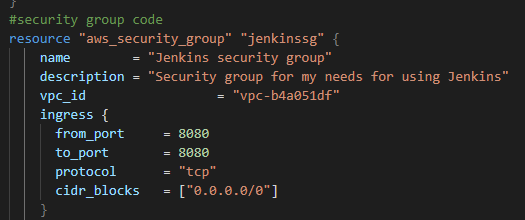 }
#security group code
resource "aws_security_group" "jenkinssg" {
name = "Jenkins security group"
description = "Security group for my needs for using Jenkins"
vpc_id = "vpc-b4a051df"
ingress {
from_port = 8080
to_port = 8080
protocol = "tcp"
cidr_blocks = ["0.0.0.0/0"]
}